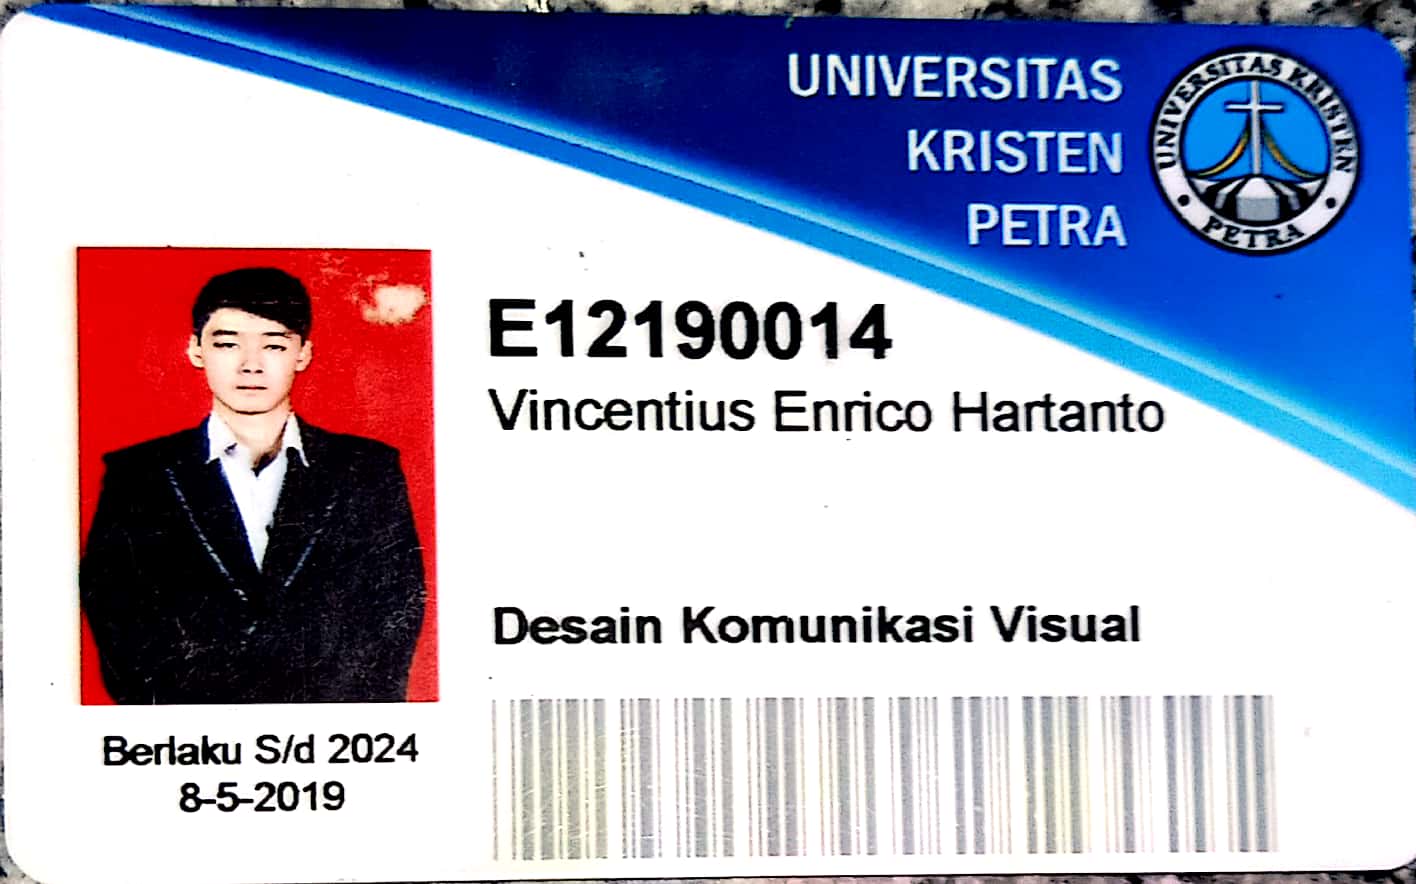 UNIVERSITAS
KRISTEN
PETRA
UNIVERSITAS KRISTEN
PETRA
E12190014
Vincentius Enrico Hartanto
Desain Komunikasi Visual
Berlaku S/d 2024
8-5-2019